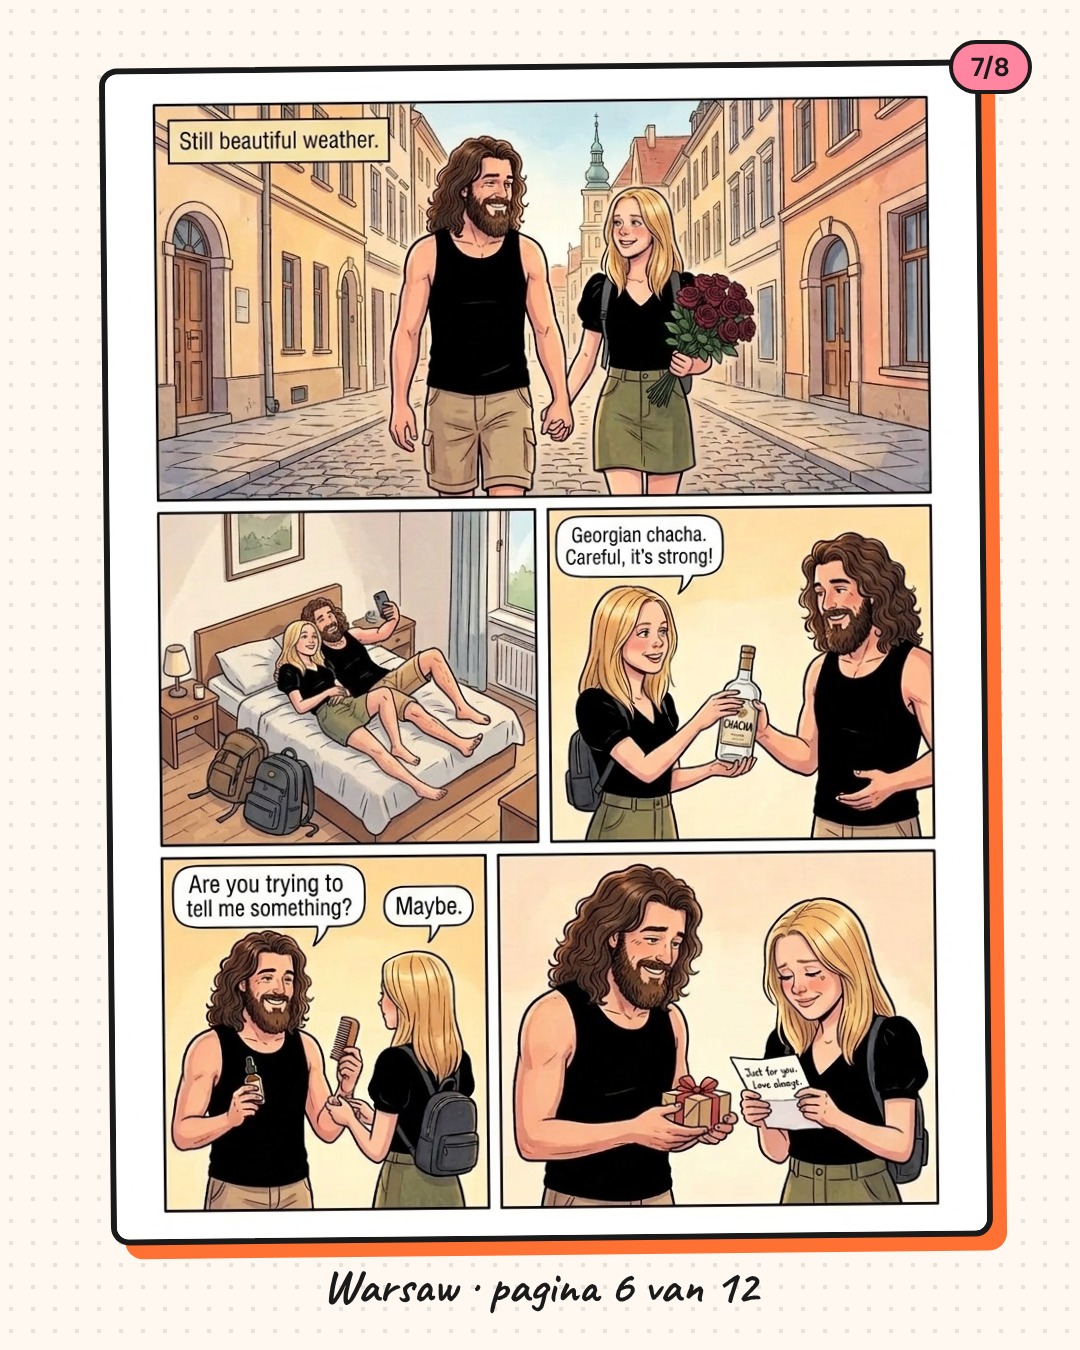 7/8
Still beautiful weather.
Georgian chacha.
Careful, it's strong!
CHACHA
Are you trying to
tell me something?
Maybe.
Just for you.
Love
Warsaw · pagina 6 van 12